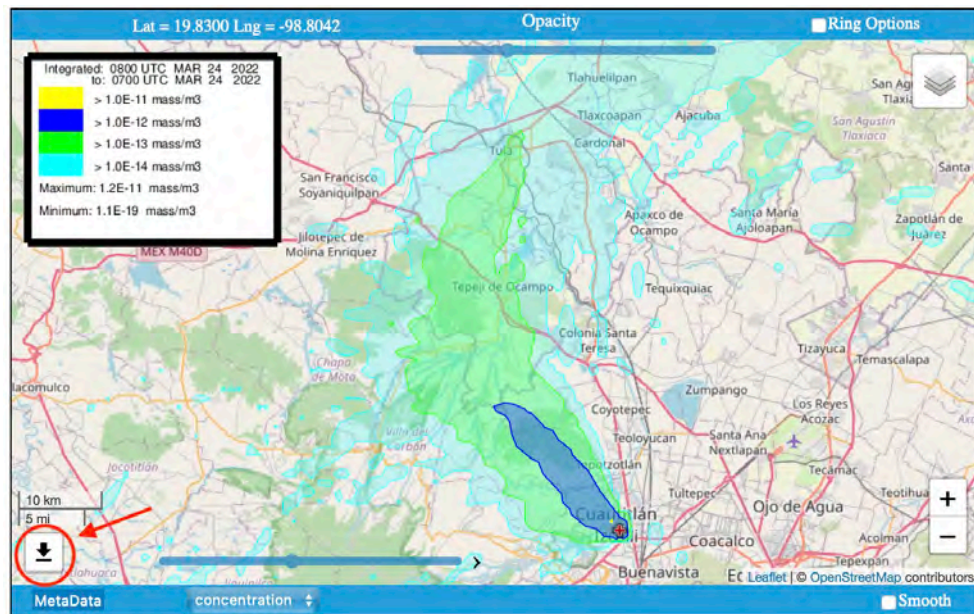 Lat = 19.8300 Lng = -98.8042
Opacity
Ring Options
Integrated: 0800 UTC MAR 24 2022
to: 0700 UTC MAR 24 2022
> 1.0E-11 mass/m3
> 1.0E-12 mass/m3
> 1.0E-13 mass/m3
> 1.0E-14 mass/m3
Maximum: 1.2E-11 mass/m3
Minimum: 1.1E-19 mass/m3
Tlahuelilpan
Tlaxcoapan
Ajacuba
San Agustín
Tlaxiaca
Cardonal
Tula
Santa
San Francisco
Soyaniquilpan
Apaxco de
Ocampo
Santa María
Ajoloapan
Zapotlán de
Juárez
Jilotepec de
Molina Enríquez
MEX M40D
Tepeji de Ocampo
Tequixquiac
Colonia Santa
Teresa
Tizayuca
Temascalapa
Chapa
de Mota
Zumpango
Los Reyes
Acozac
Coyotepec
Villa del
Carbón
Teoloyucan
Santa Ana
Nextlalpan
Jocotitlán
Tepotzotlán
Tecámac
10 km
5 mi
Tultepec
Ojo de Agua
Cuautitlán
Izcalli
Coacalco
Acolman
Buenavista
Tepexpan
+
−
Leaflet | © OpenStreetMap contributors
MetaData
concentration
Smooth